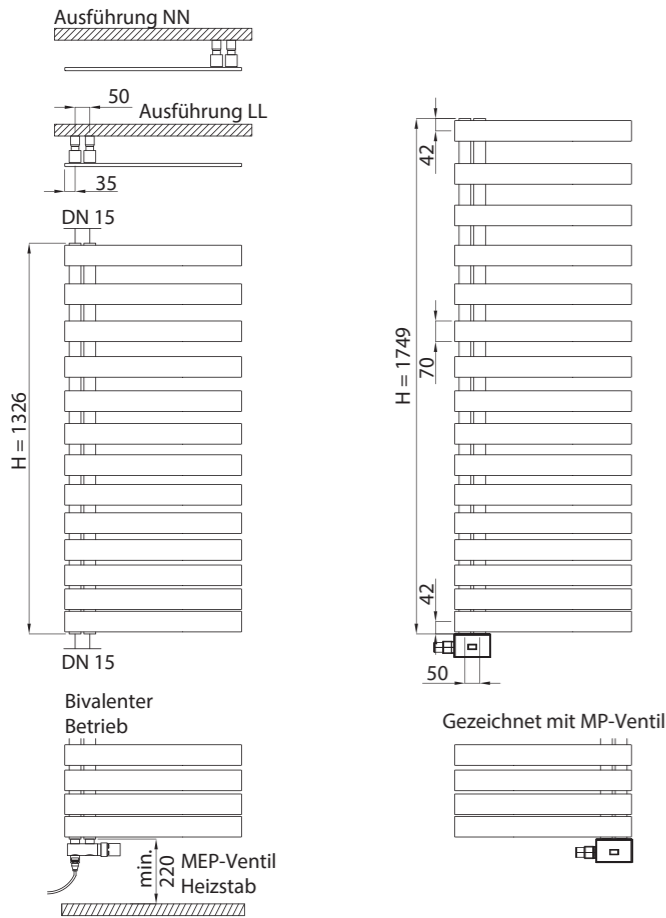 Ausführung NN
50
Ausführung LL
35
DN 15
H = 1326
DN 15
42
H = 1749
70
42
50
Bivalenter
Betrieb
min.
220
MEP-Ventil
Heizstab
Gezeichnet mit MP-Ventil